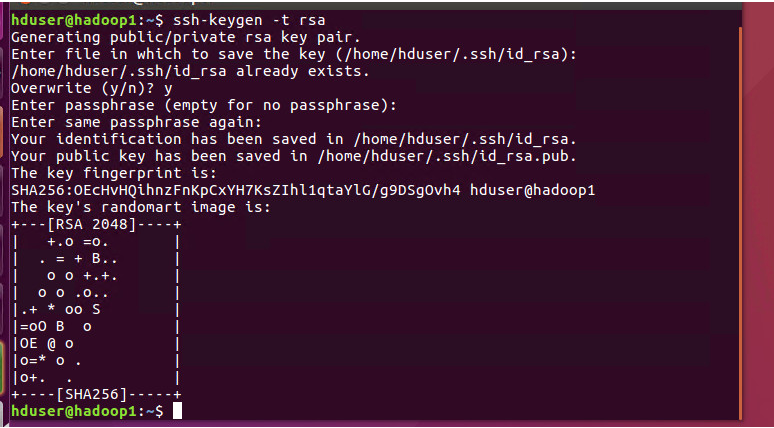 hduser@hadoop1:~$ ssh-keygen -t rsa
Generating public/private rsa key pair.
Enter file in which to save the key (/home/hduser/.ssh/id_rsa):
/home/hduser/.ssh/id_rsa already exists.
Overwrite (y/n)? y
Enter passphrase (empty for no passphrase):
Enter same passphrase again:
Your identification has been saved in /home/hduser/.ssh/id_rsa.
Your public key has been saved in /home/hduser/.ssh/id_rsa.pub.
The key fingerprint is:
SHA256:OEcHvHQihnzFnKpCxYH7KsZIhl1qtaYlG/g9DSgOvh4 hduser@hadoop1
The key's randomart image is:
+---[RSA 2048]----+
|   +.o =o.       |
|  . = + B..      |
|   o o +.+.      |
|  o o .o..       |
|.+ * oo S        |
|=oO B  o         |
|OE @ o           |
|o=* o .          |
|o+.  .           |
+----[SHA256]-----+
hduser@hadoop1:~$